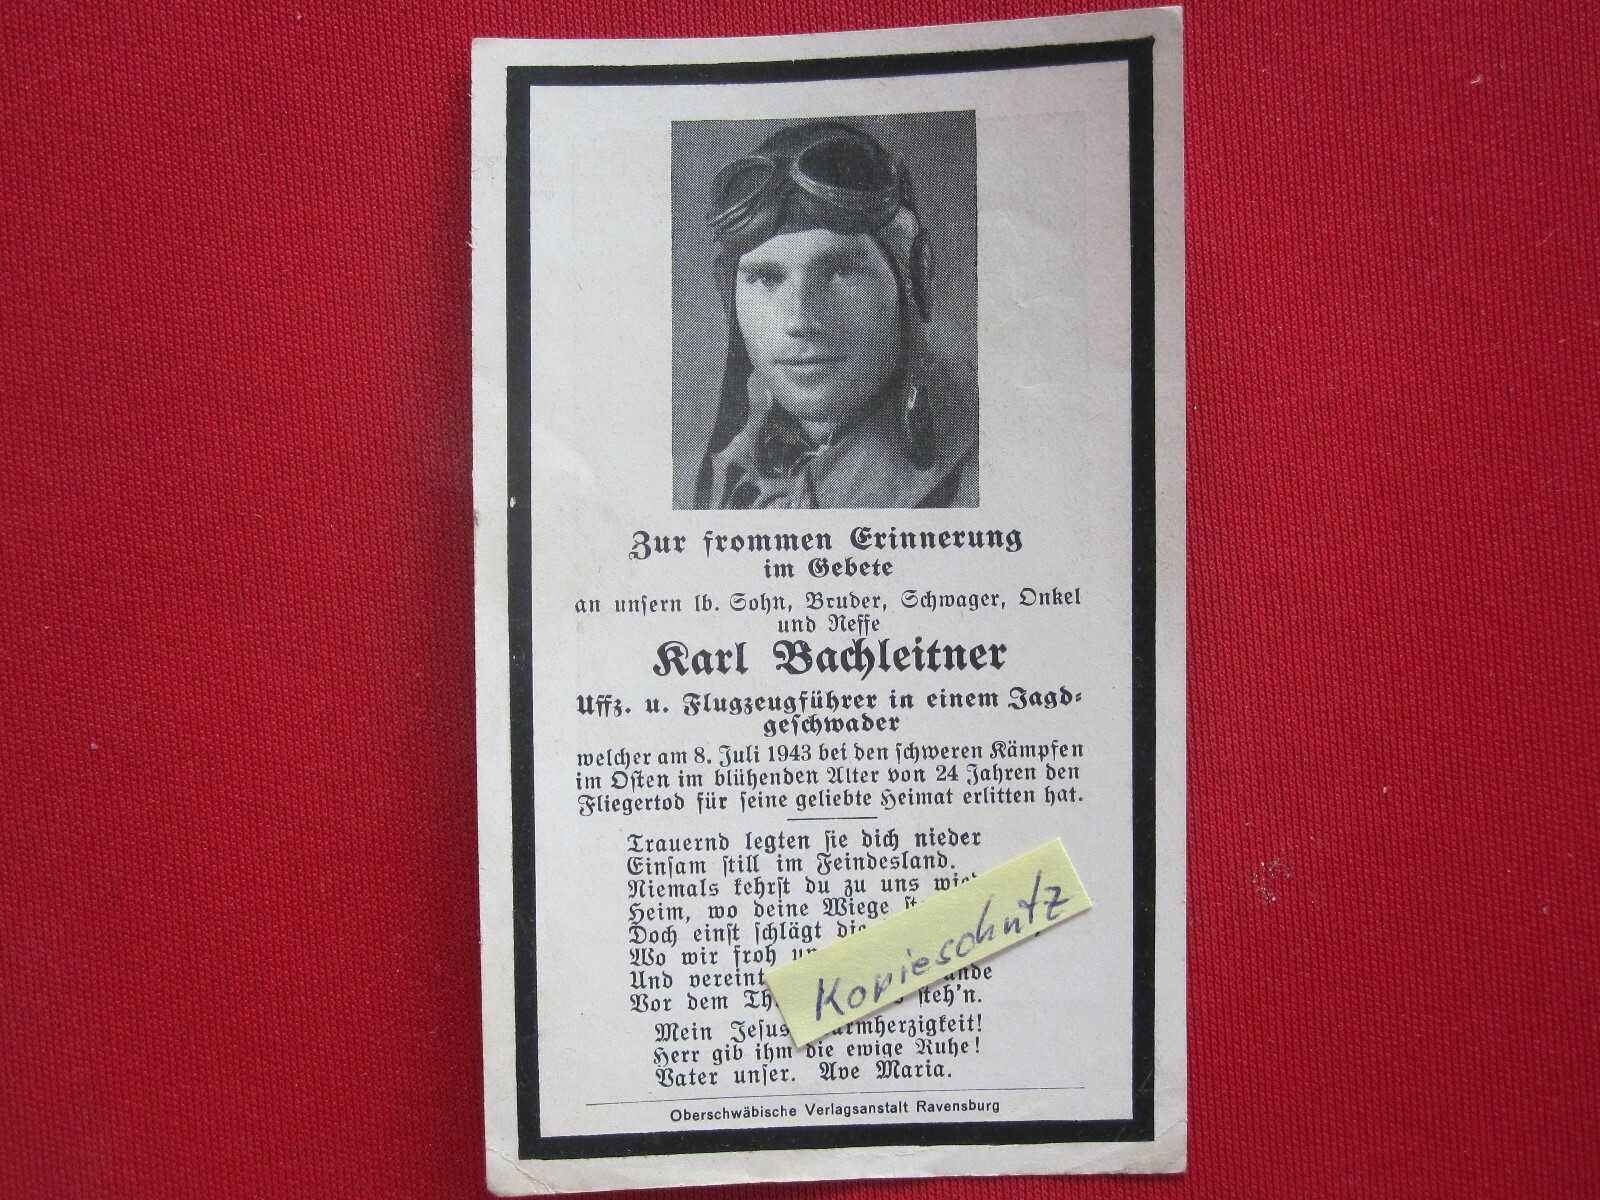 Zur frommen Erinnerung
im Gebete
an unsern lb. Sohn, Bruder, Schwager, Onkel
und Neffe
Karl Bachleitner
Uffz. u. Flugzeugführer in einem Jagd-
geschwader
welcher am 8. Juli 1943 bei den schweren Kämpfen
im Osten im blühenden Alter von 24 Jahren den
Fliegertod für seine geliebte Heimat erlitten hat.
Trauernd legten sie dich nieder
Einsam still im Feindesland.
Niemals kehrst du zu uns
Heim, wo deine Wiege
Doch einst schlägt
Wo wir froh
Und vereint
Vor dem steh'n.
Kopieschutz
Mein Jesus
Herr gib ihm die ewige Ruhe!
Vater unser. Ave Maria.
Oberschwäbische Verlagsanstalt Ravensburg